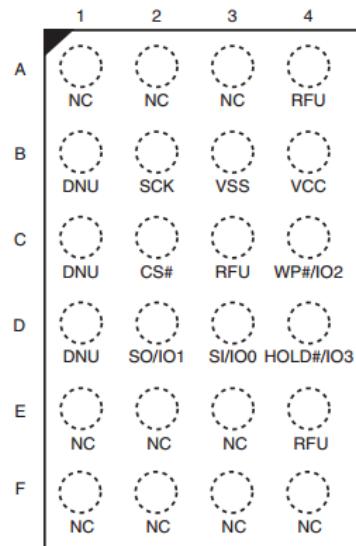 1 2 3 4
A
NC NC NC RFU
B
DNU SCK VSS VCC
C
DNU CS# RFU WP#/IO2
D
DNU SO/IO1 SI/IO0 HOLD#/IO3
E
NC NC NC RFU
F
NC NC NC NC